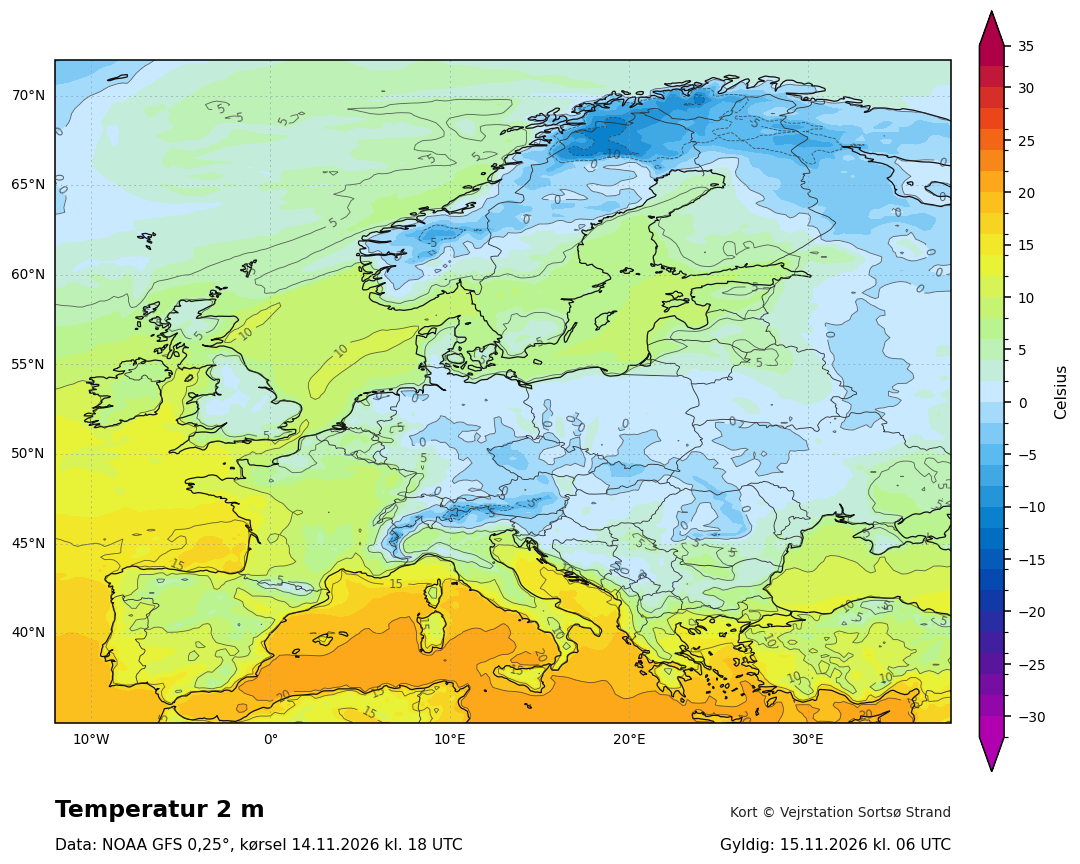 70°N
65°N
60°N
55°N
50°N
45°N
40°N
10°W 0° 10°E 20°E 30°E
35
30
25
20
15
10
5
0
−5
−10
−15
−20
−25
−30
Celsius
Temperatur 2 m
Kort © Vejrstation Sortsø Strand
Data: NOAA GFS 0,25°, kørsel 14.11.2026 kl. 18 UTC
Gyldig: 15.11.2026 kl. 06 UTC